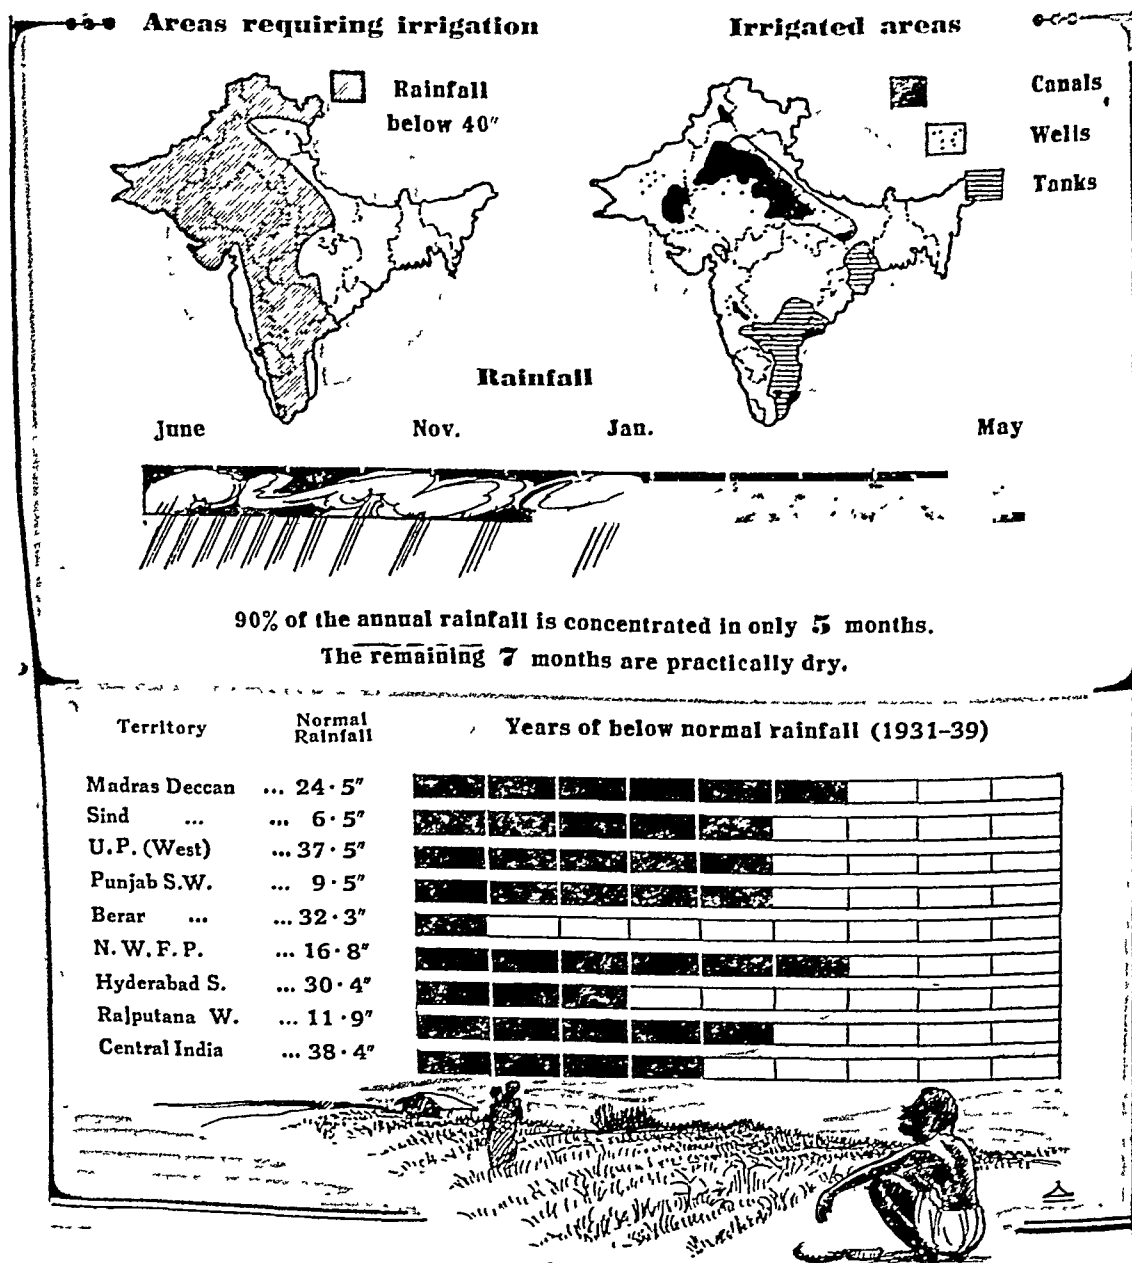 Areas requiring irrigation
Irrigated areas
Rainfall
below 40"
Canals
Wells
Tanks
Rainfall
June Nov. Jan. May
90% of the annual rainfall is concentrated in only 5 months.
The remaining 7 months are practically dry.
Territory Normal Rainfall Years of below normal rainfall (1931-39)
Madras Deccan ... 24·5"
Sind ... ... 6·5"
U.P. (West) ... 37·5"
Punjab S.W. ... 9·5"
Berar ... ... 32·3"
N.W.F.P. ... 16·8"
Hyderabad S. ... 30·4"
Rajputana W. ... 11·9"
Central India ... 38·4"